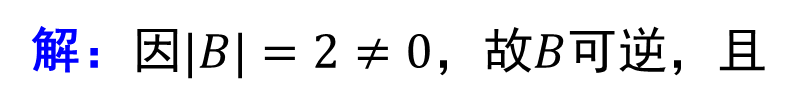 解：因|B| = 2 ≠ 0，故B可逆，且